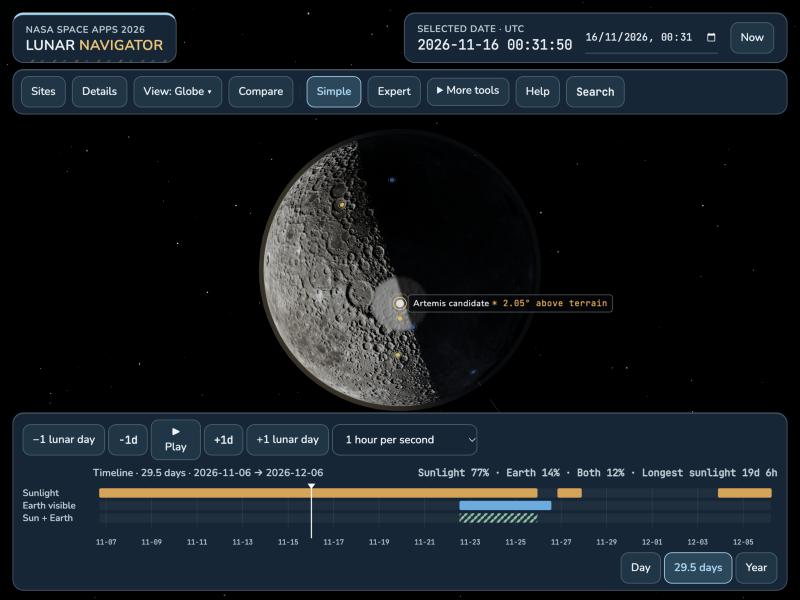 NASA SPACE APPS 2026
LUNAR NAVIGATOR
SELECTED DATE · UTC
2026-11-16 00:31:50
16/11/2026, 00:31
Now
Sites
Details
View: Globe ▾
Compare
Simple
Expert
▶ More tools
Help
Search
Artemis candidate ☀ 2.05° above terrain
−1 lunar day
-1d
▶ Play
+1d
+1 lunar day
1 hour per second
Timeline · 29.5 days · 2026-11-06 → 2026-12-06
Sunlight 77% · Earth 14% · Both 12% · Longest sunlight 19d 6h
Sunlight
Earth visible
Sun + Earth
11-07 11-09 11-11 11-13 11-15 11-17 11-19 11-21 11-23 11-25 11-27 11-29 12-01 12-03 12-05
Day
29.5 days
Year